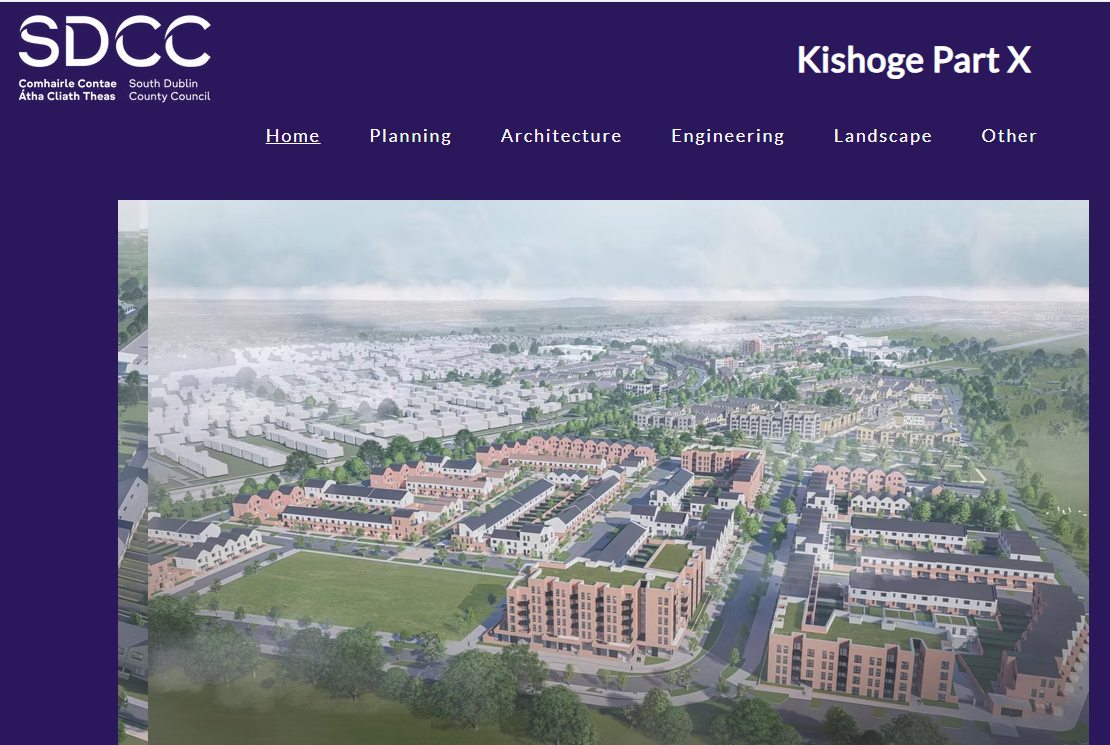 SDCC
Comhairle Contae South Dublin
Átha Cliath Theas County Council
Kishoge Part X
Home Planning Architecture Engineering Landscape Other